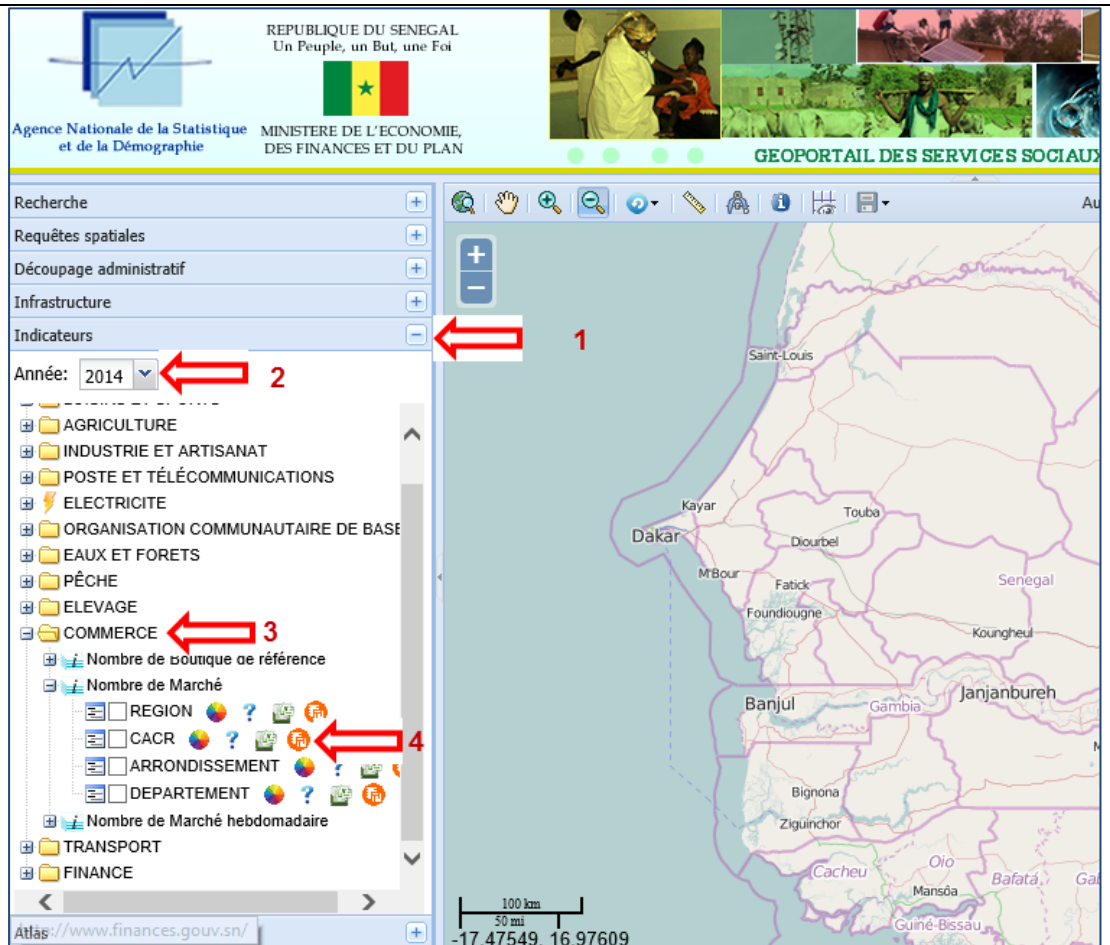 REPUBLIQUE DU SENEGAL
Un Peuple, un But, une Foi
Agence Nationale de la Statistique
et de la Démographie
MINISTERE DE L'ECONOMIE,
DES FINANCES ET DU PLAN
GEOPORTAIL DES SERVICES SOCIAUX
Recherche
Requêtes spatiales
Découpage administratif
Infrastructure
Indicateurs
1
Année: 2014
2
AGRICULTURE
INDUSTRIE ET ARTISANAT
POSTE ET TÉLÉCOMMUNICATIONS
ELECTRICITE
ORGANISATION COMMUNAUTAIRE DE BASE
EAUX ET FORETS
PÊCHE
ELEVAGE
COMMERCE
3
Nombre de Boutique de référence
Nombre de Marché
REGION ?
CACR ?
4
ARRONDISSEMENT ?
DEPARTEMENT ?
Nombre de Marché hebdomadaire
TRANSPORT
FINANCE
Atlas
//www.finances.gouv.sn/
Au
Saint-Louis
Kayar
Touba
Dakar
Diourbel
M'Bour
Fatick
Senegal
Foundiougne
Koungheul
Banjul
Gambia
Janjanbureh
Bignona
Ziguinchor
Cacheu
Oio
Bafatá
Gab
Mansôa
Guiné-Bissau
100 km
50 mi
-17.47549, 16.97609